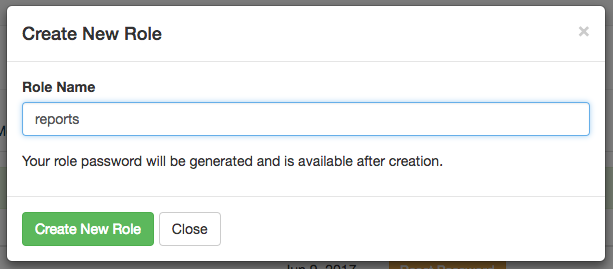 Create New Role
×
Role Name
reports
Your role password will be generated and is available after creation.
Create New Role Close